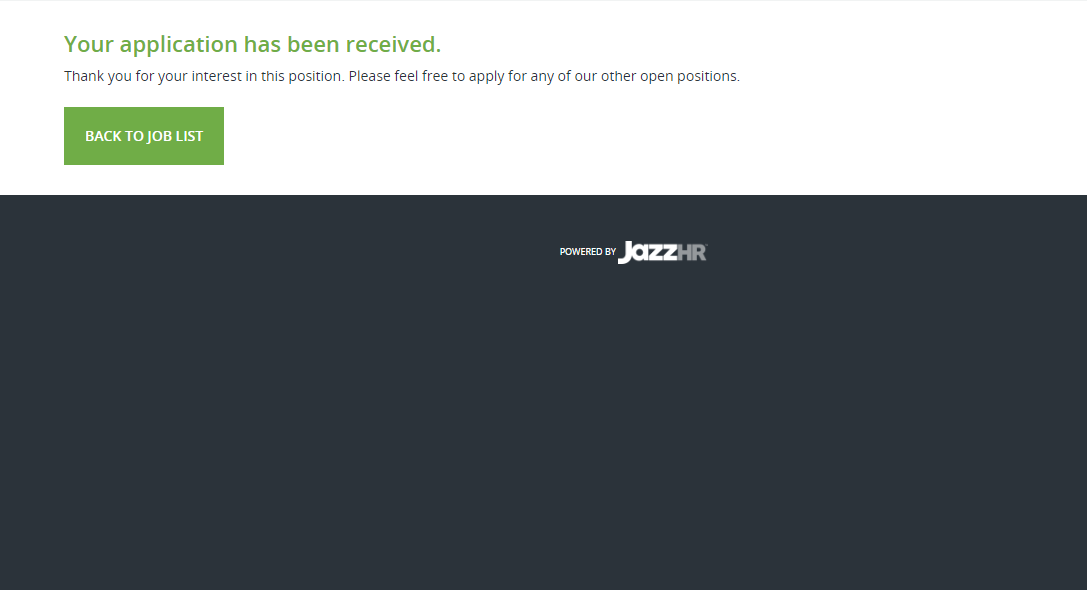 Your application has been received.
Thank you for your interest in this position. Please feel free to apply for any of our other open positions.
BACK TO JOB LIST
POWERED BY JazzHR